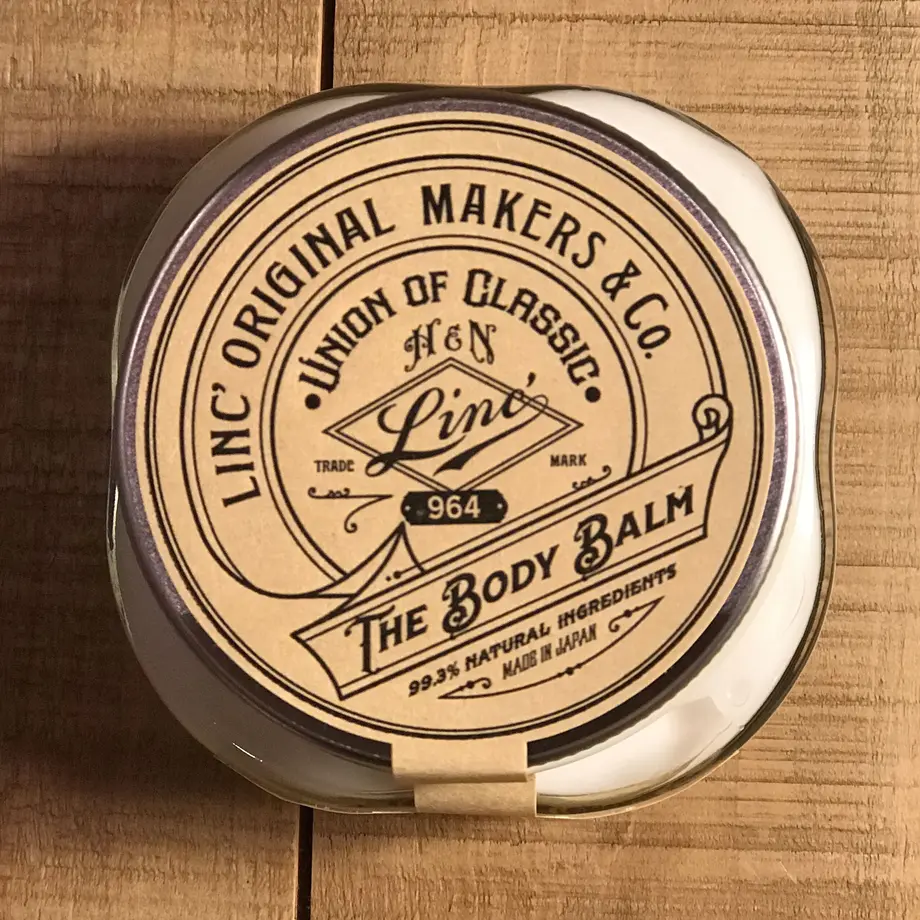 LINC' ORIGINAL MAKERS & CO.
UNION OF CLASSIC
H & N
Linc'
TRADE MARK
964
THE BODY BALM
99.3% NATURAL INGREDIENTS
MADE IN JAPAN